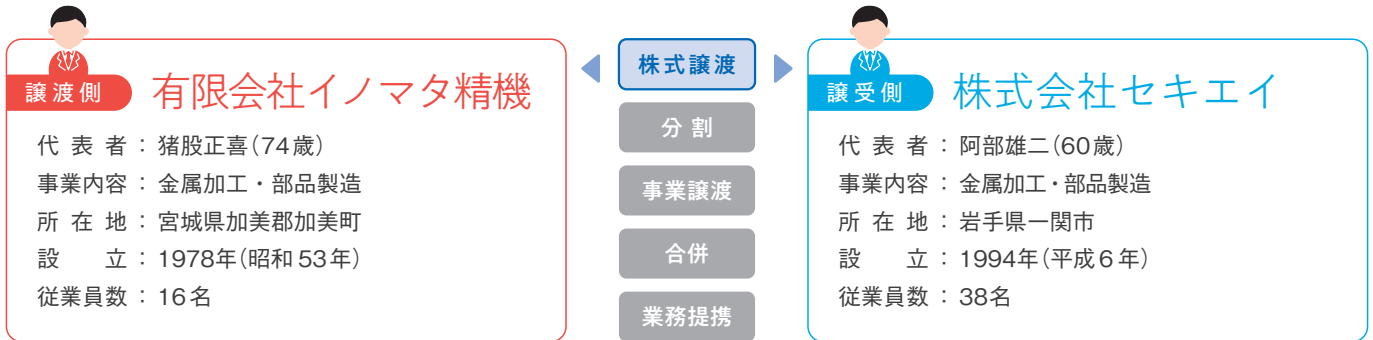 譲渡側
有限会社イノマタ精機
代表者：猪股正喜（74歳）
事業内容：金属加工・部品製造
所在地：宮城県加美郡加美町
設立：1978年（昭和53年）
従業員数：16名
株式譲渡
分割
事業譲渡
合併
業務提携
譲受側
株式会社セキエイ
代表者：阿部雄二（60歳）
事業内容：金属加工・部品製造
所在地：岩手県一関市
設立：1994年（平成6年）
従業員数：38名